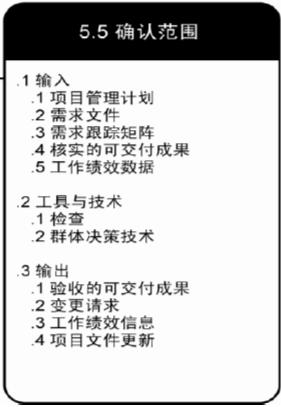 5.5 确认范围
.1 输入
.1 项目管理计划
.2 需求文件
.3 需求跟踪矩阵
.4 核实的可交付成果
.5 工作绩效数据
.2 工具与技术
.1 检查
.2 群体决策技术
.3 输出
.1 验收的可交付成果
.2 变更请求
.3 工作绩效信息
.4 项目文件更新